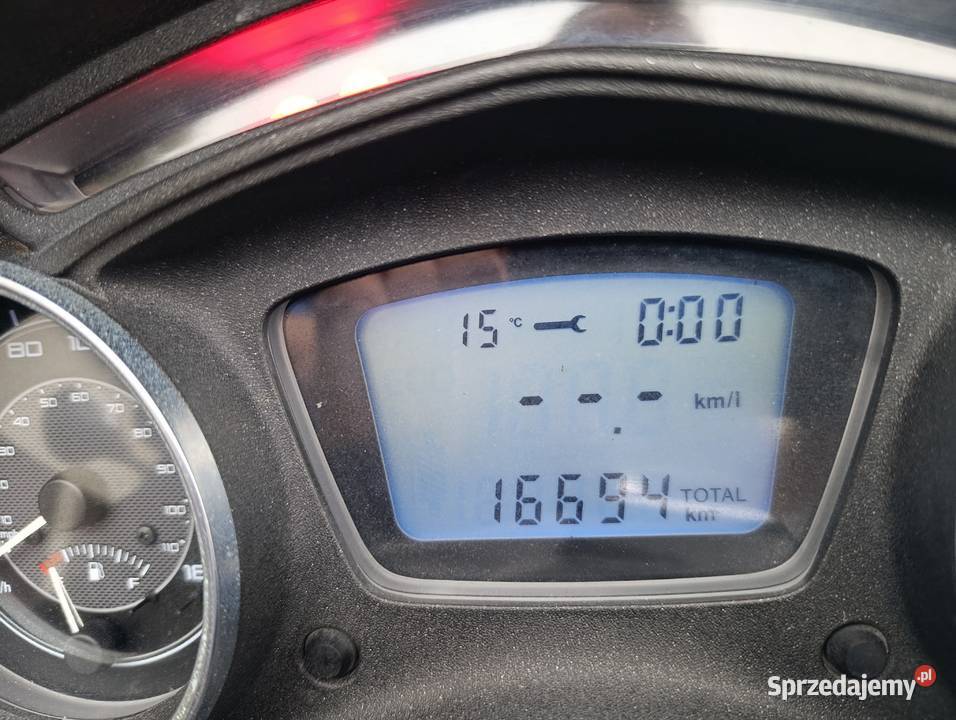 15 °C 0:00
- - -. km/l
16694 TOTAL
km
80
50 60
40 70
30 80
90
100
110
F
Sprzedajemy.pl